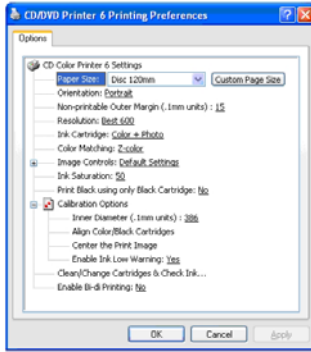 CD/DVD Printer 6 Printing Preferences
Options
CD Color Printer 6 Settings
Paper Size: Disc 120mm Custom Page Size
Orientation: Portrait
Non-printable Outer Margin (.1mm units) : 15
Resolution: Best 600
Ink Cartridge: Color + Photo
Color Matching: Z-color
Image Controls: Default Settings
Ink Saturation: 50
Print Black using only Black Cartridge: No
Calibration Options
Inner Diameter (.1mm units) : 386
Align Color/Black Cartridges
Center the Print Image
Enable Ink Low Warning: Yes
Clean/Change Cartridges & Check Ink...
Enable Bi-di Printing: No
OK Cancel Apply